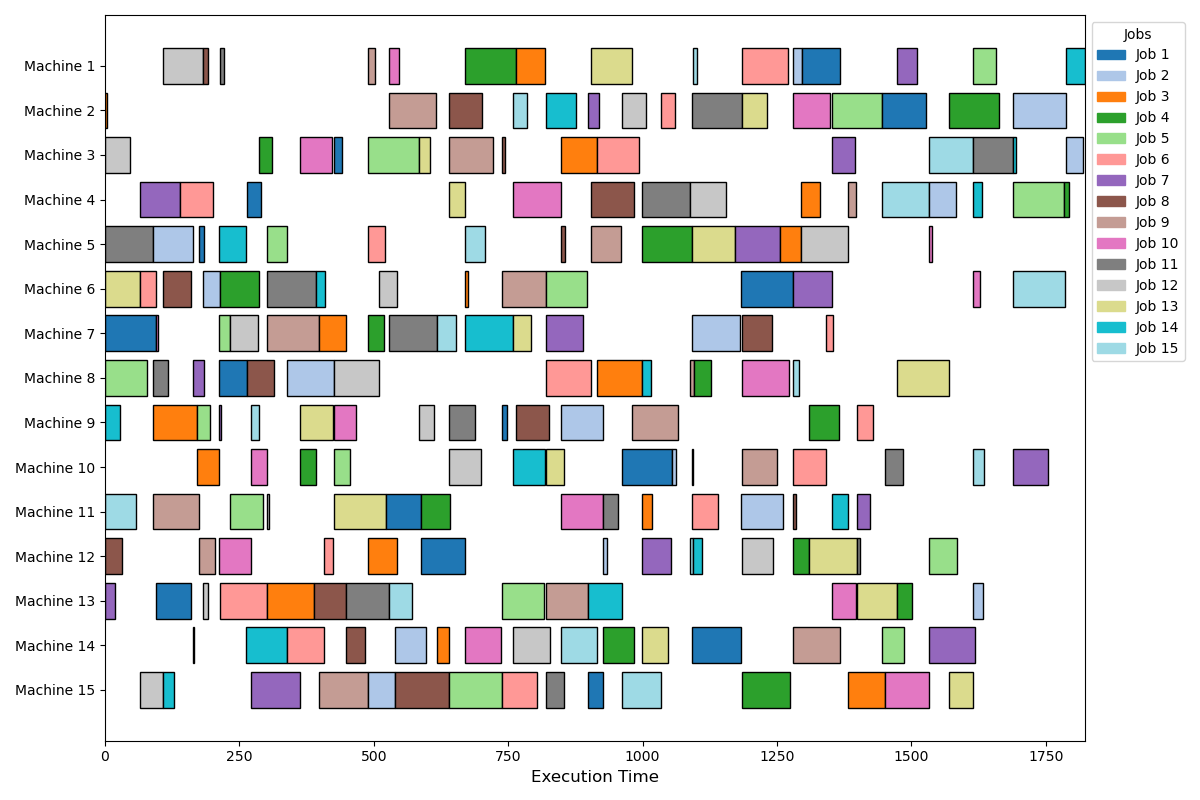 Machine 1
Machine 2
Machine 3
Machine 4
Machine 5
Machine 6
Machine 7
Machine 8
Machine 9
Machine 10
Machine 11
Machine 12
Machine 13
Machine 14
Machine 15
0 250 500 750 1000 1250 1500 1750
Execution Time
Jobs
Job 1
Job 2
Job 3
Job 4
Job 5
Job 6
Job 7
Job 8
Job 9
Job 10
Job 11
Job 12
Job 13
Job 14
Job 15